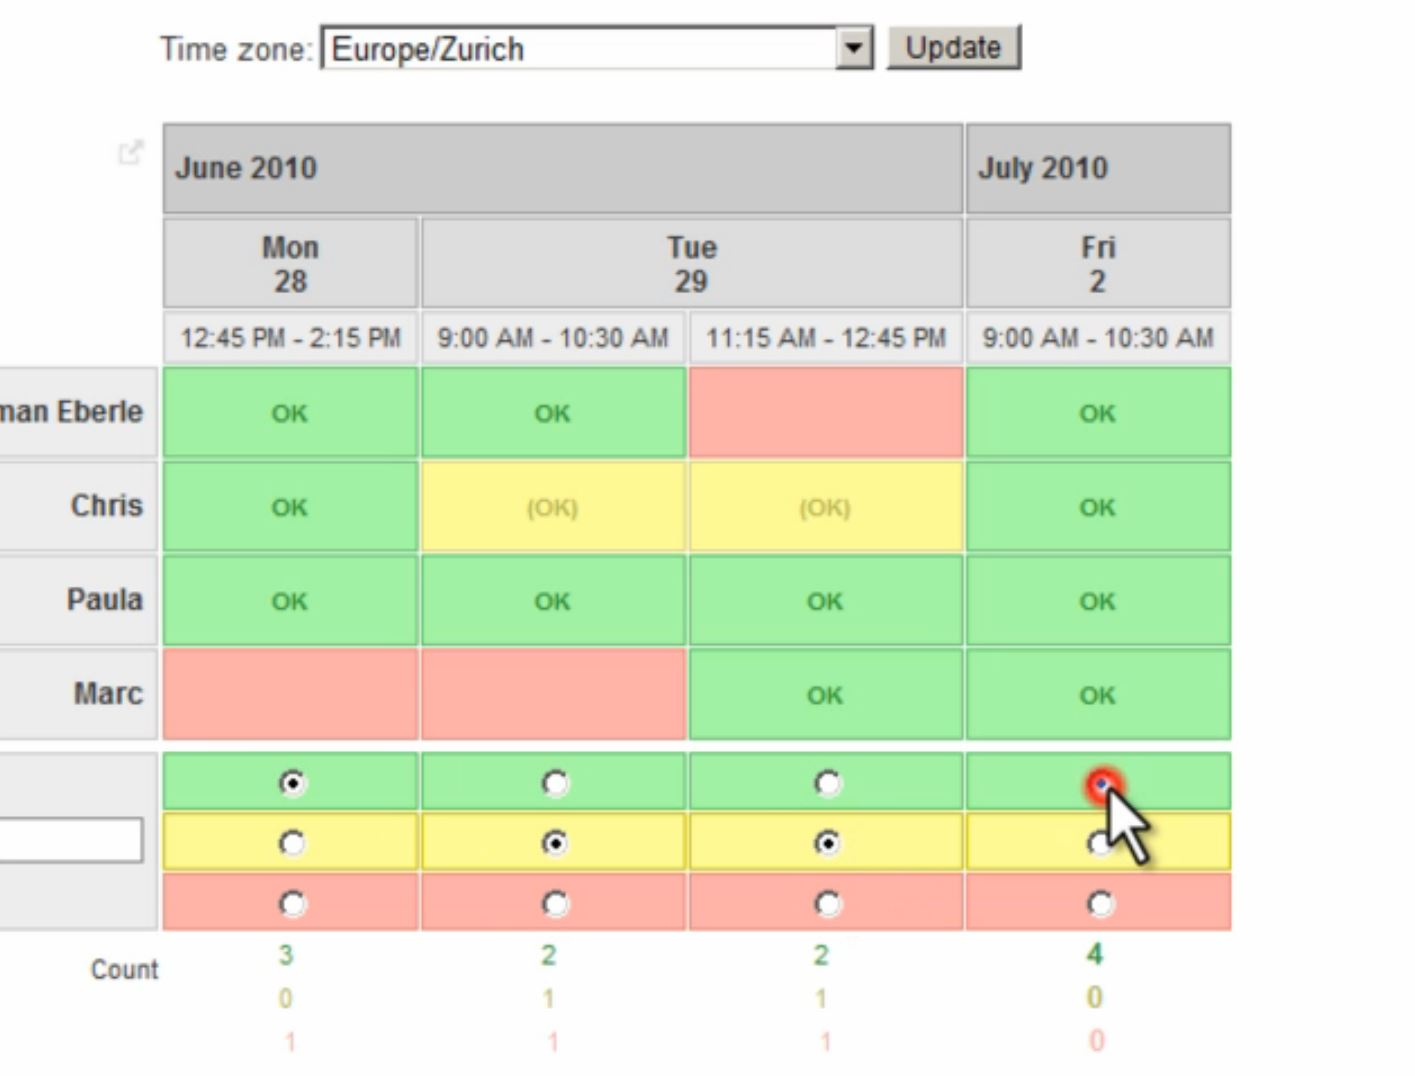 Time zone: Europe/Zurich Update
June 2010 July 2010
Mon Tue Fri
28 29 2
12:45 PM - 2:15 PM 9:00 AM - 10:30 AM 11:15 AM - 12:45 PM 9:00 AM - 10:30 AM
man Eberle OK OK OK
Chris OK (OK) (OK) OK
Paula OK OK OK OK
Marc OK OK
Count 3 2 2 4
0 1 1 0
1 1 1 0